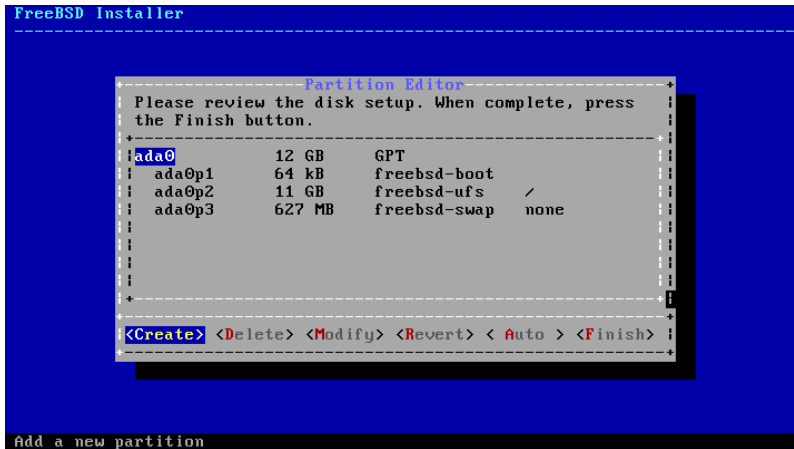 FreeBSD Installer
Partition Editor
Please review the disk setup. When complete, press
the Finish button.
ada0 12 GB GPT
ada0p1 64 kB freebsd-boot
ada0p2 11 GB freebsd-ufs /
ada0p3 627 MB freebsd-swap none
<Create> <Delete> <Modify> <Revert> < Auto > <Finish>
Add a new partition